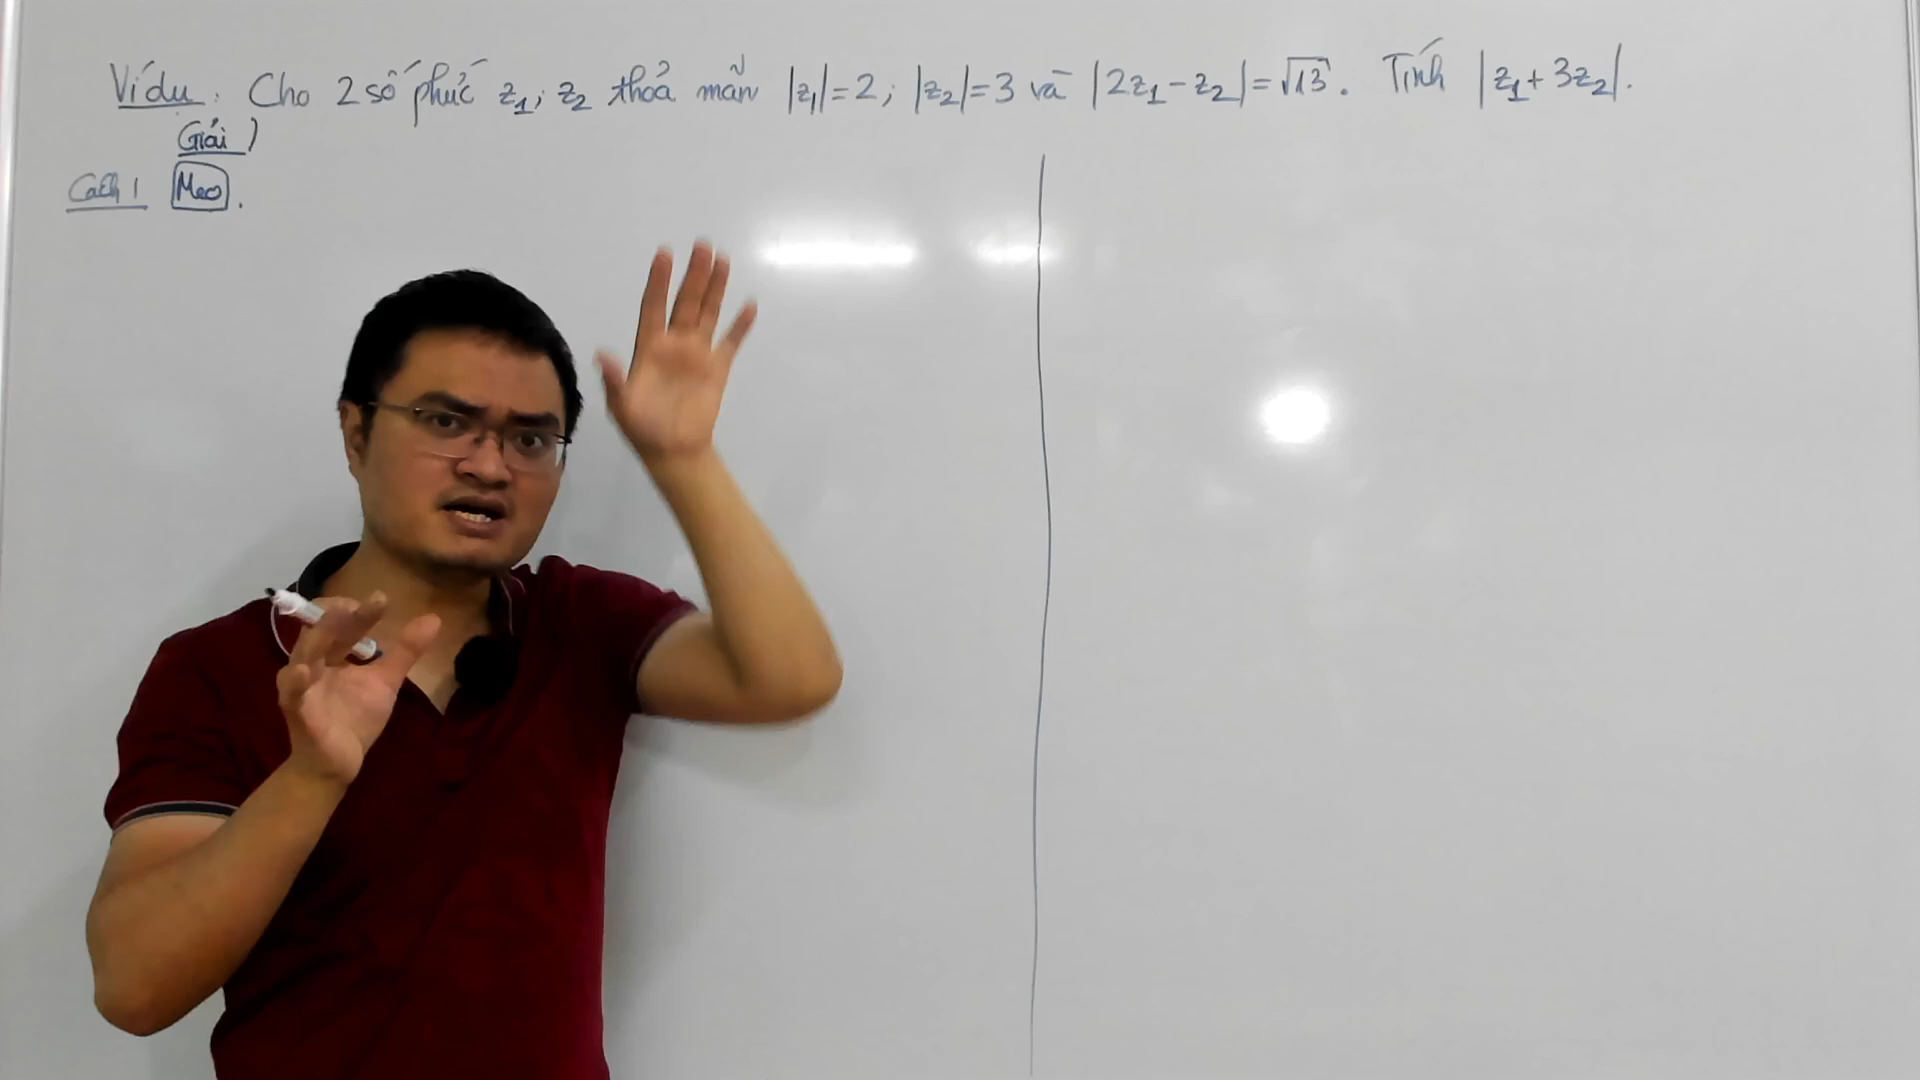 Ví dụ: Cho 2 số phức z₁; z₂ thỏa mãn |z₁|=2; |z₂|=3 và |2z₁-z₂|=√13. Tính |z₁+3z₂|.
Giải)
Cách 1 Mẹo.